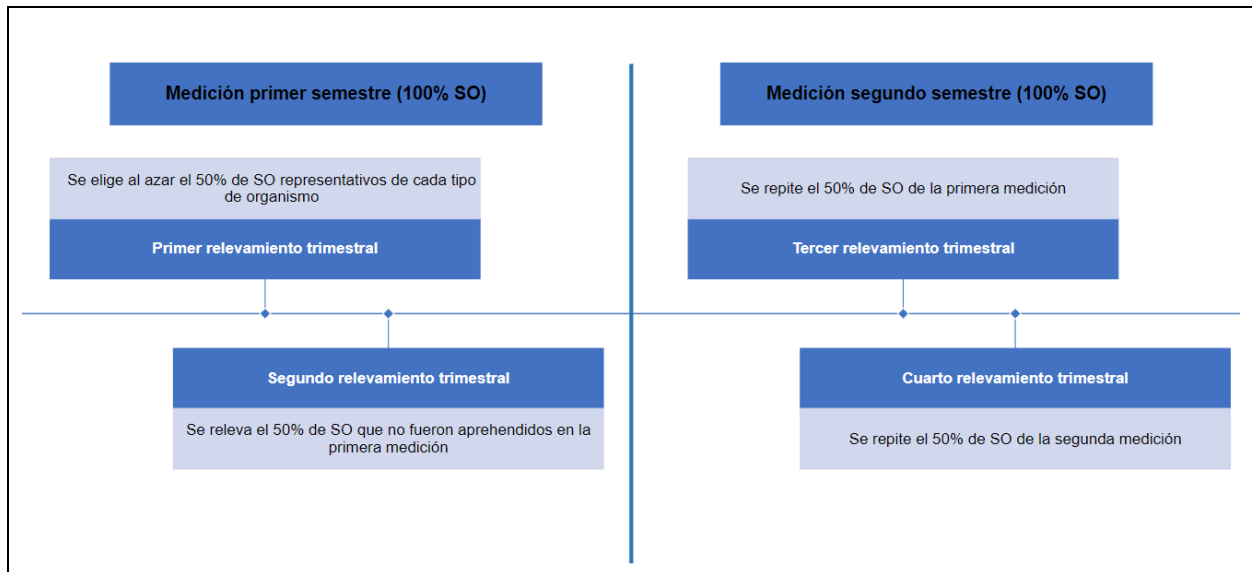 Medición primer semestre (100% SO)
Se elige al azar el 50% de SO representativos de cada tipo
de organismo
Primer relevamiento trimestral
Segundo relevamiento trimestral
Se releva el 50% de SO que no fueron aprehendidos en la
primera medición
Medición segundo semestre (100% SO)
Se repite el 50% de SO de la primera medición
Tercer relevamiento trimestral
Cuarto relevamiento trimestral
Se repite el 50% de SO de la segunda medición